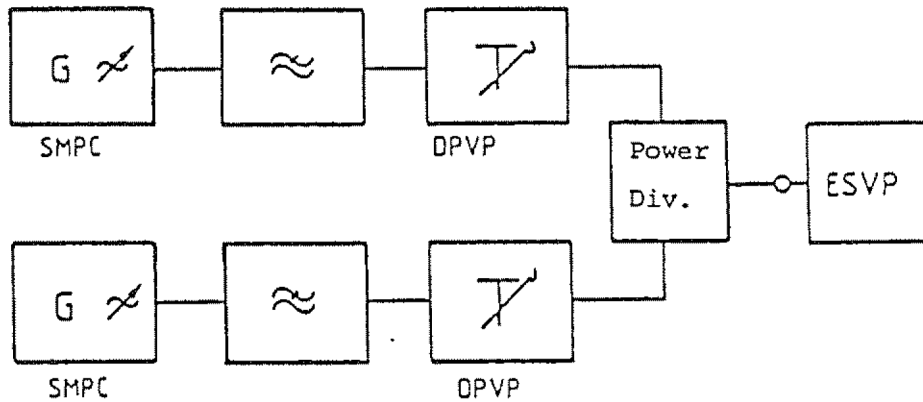 G
SMPC
DPVP
Power
Div.
ESVP
G
SMPC
DPVP